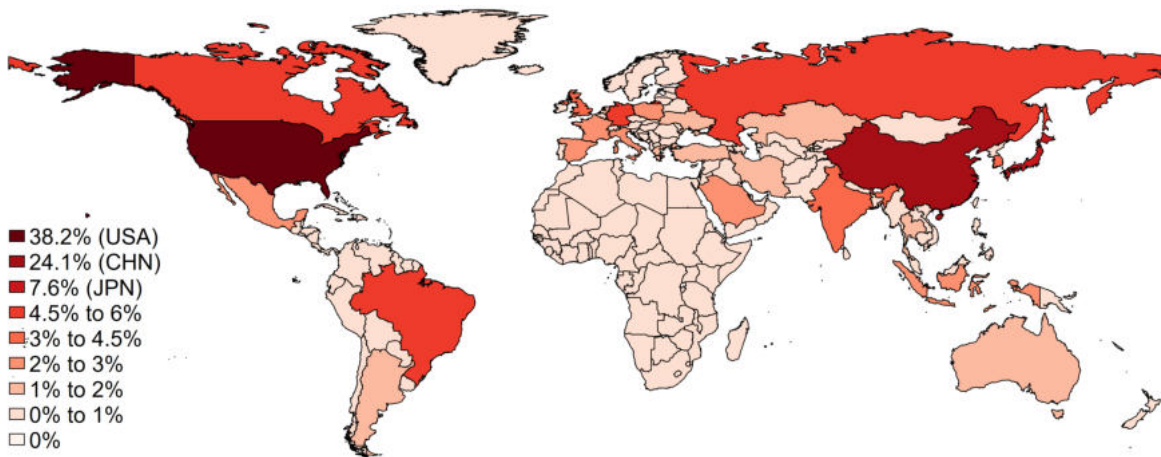 38.2% (USA)
24.1% (CHN)
7.6% (JPN)
4.5% to 6%
3% to 4.5%
2% to 3%
1% to 2%
0% to 1%
0%